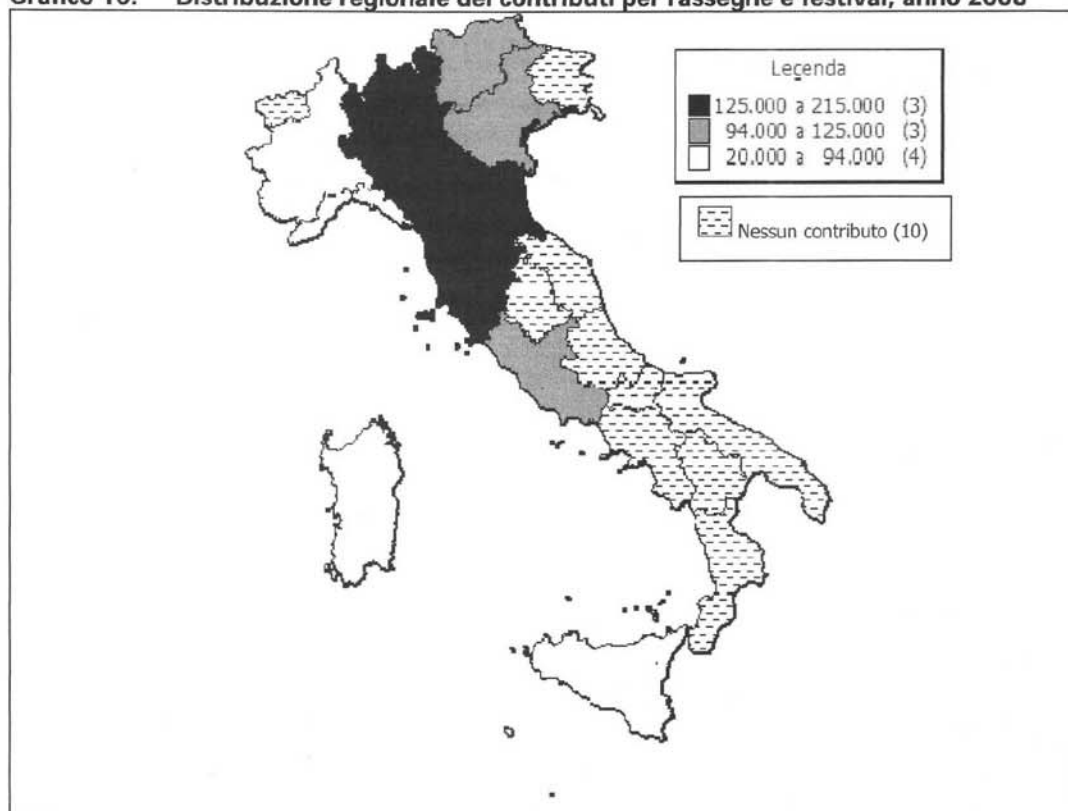 Distribuzione regionale dei contributi per rassegne e festival, anno
Legenda
125.000 a 215.000 (3)
94.000 a 125.000 (3)
20.000 a 94.000 (4)
Nessun contributo (10)